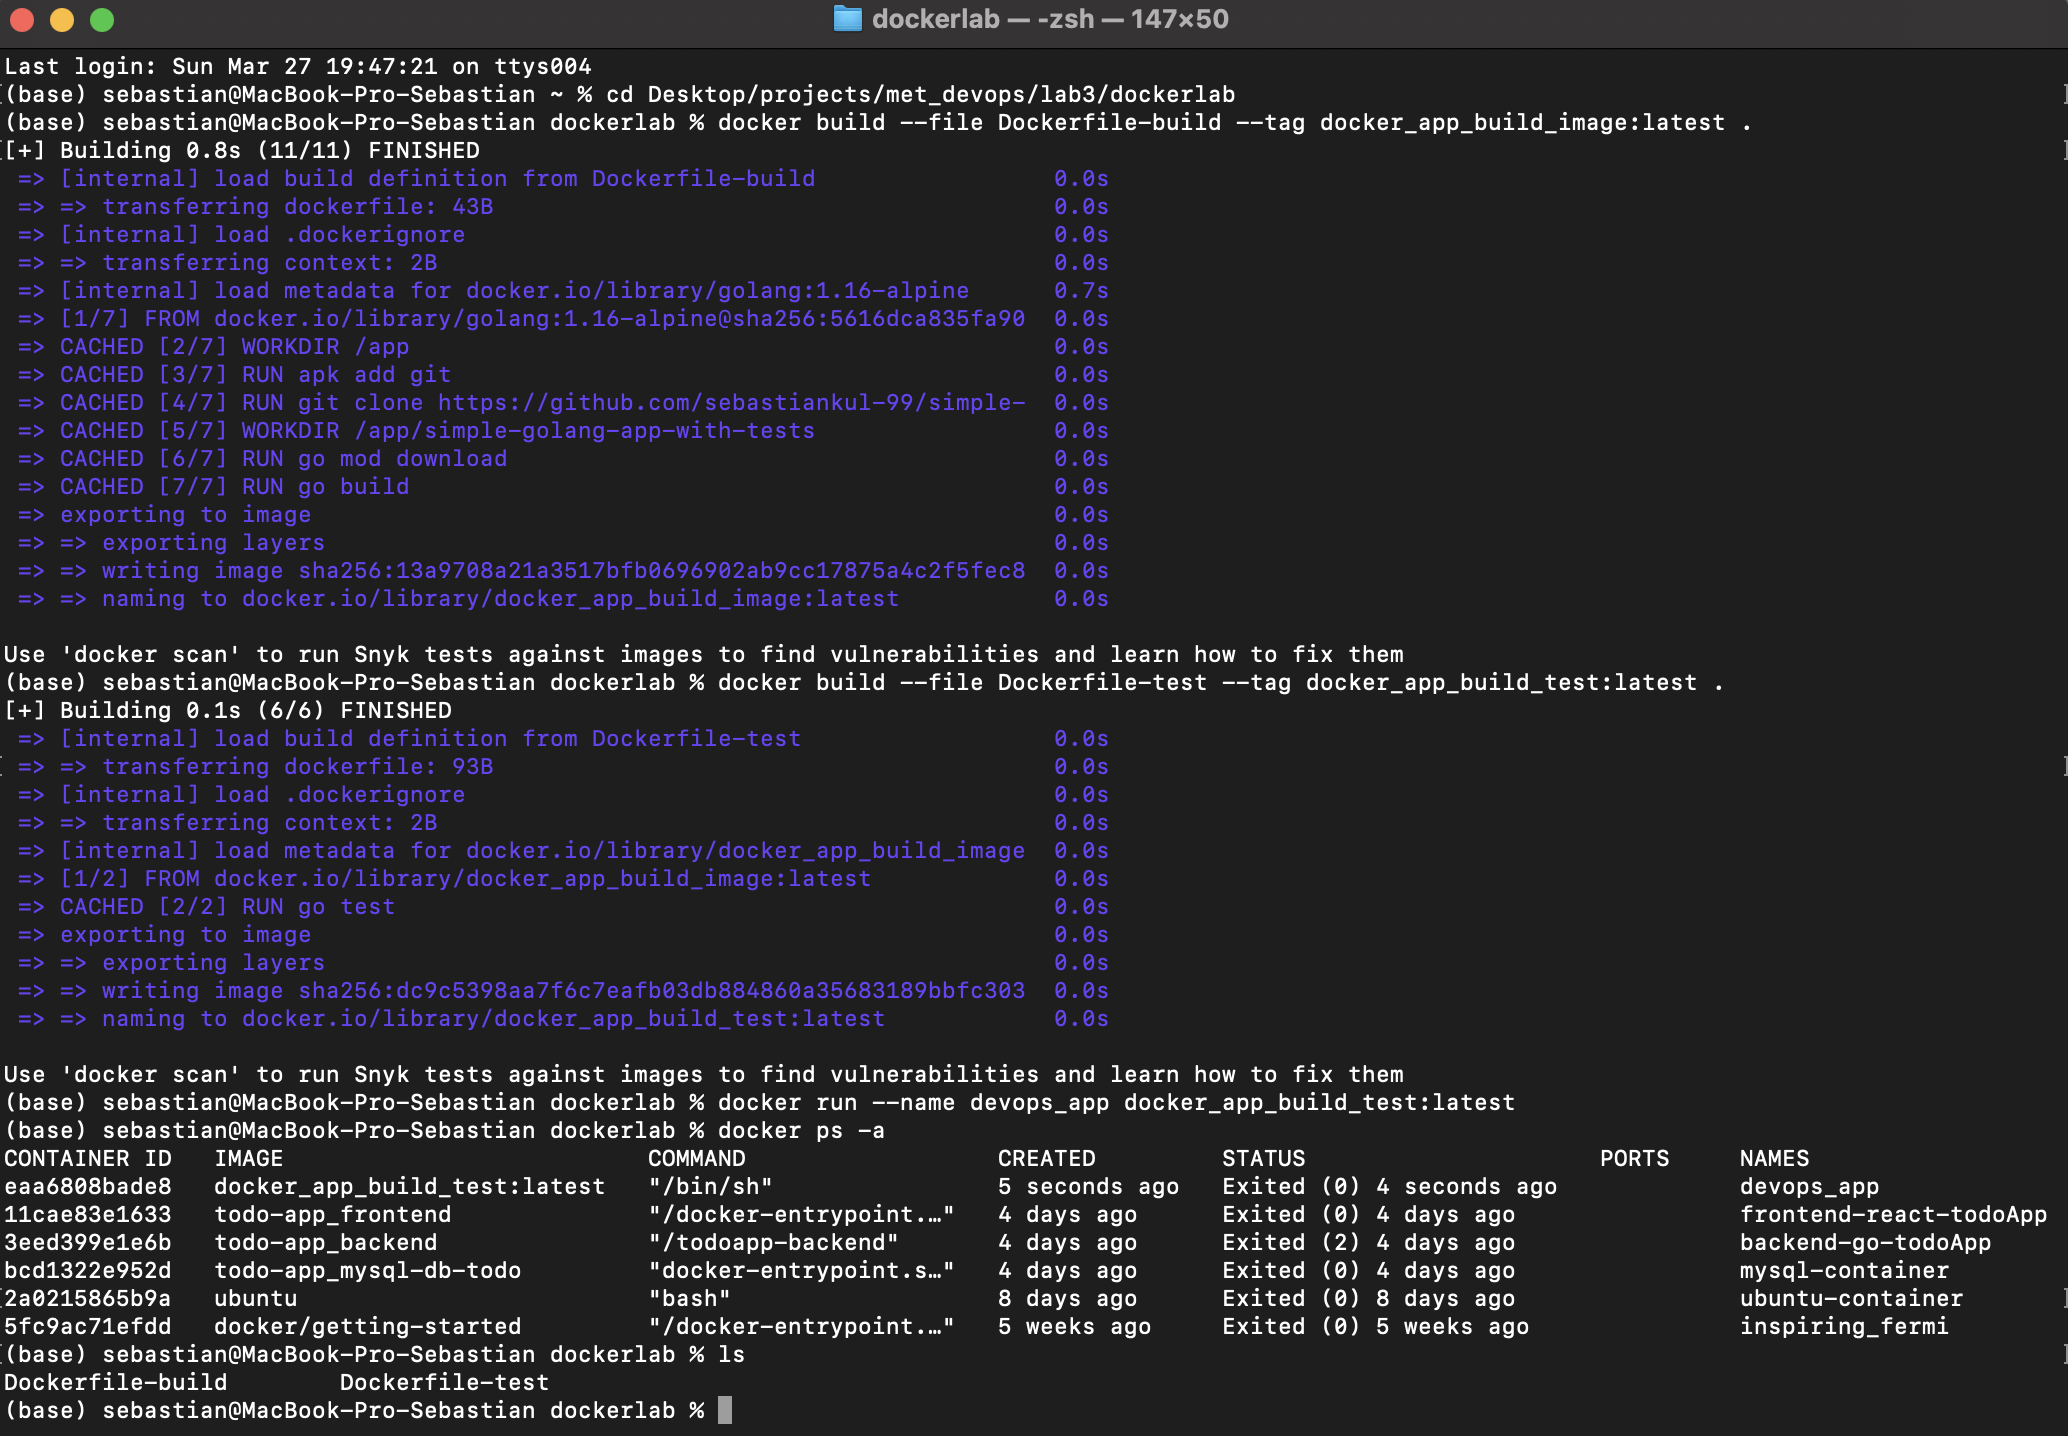 dockerlab — -zsh — 147×50
Last login: Sun Mar 27 19:47:21 on ttys004
(base) sebastian@MacBook-Pro-Sebastian ~ % cd Desktop/projects/met_devops/lab3/dockerlab
(base) sebastian@MacBook-Pro-Sebastian dockerlab % docker build --file Dockerfile-build --tag docker_app_build_image:latest .
[+] Building 0.8s (11/11) FINISHED
=> [internal] load build definition from Dockerfile-build 0.0s
=> => transferring dockerfile: 43B 0.0s
=> [internal] load .dockerignore 0.0s
=> => transferring context: 2B 0.0s
=> [internal] load metadata for docker.io/library/golang:1.16-alpine 0.7s
=> [1/7] FROM docker.io/library/golang:1.16-alpine@sha256:5616dca835fa90 0.0s
=> CACHED [2/7] WORKDIR /app 0.0s
=> CACHED [3/7] RUN apk add git 0.0s
=> CACHED [4/7] RUN git clone https://github.com/sebastiankul-99/simple- 0.0s
=> CACHED [5/7] WORKDIR /app/simple-golang-app-with-tests 0.0s
=> CACHED [6/7] RUN go mod download 0.0s
=> CACHED [7/7] RUN go build 0.0s
=> exporting to image 0.0s
=> => exporting layers 0.0s
=> => writing image sha256:13a9708a21a3517bfb0696902ab9cc17875a4c2f5fec8 0.0s
=> => naming to docker.io/library/docker_app_build_image:latest 0.0s
Use 'docker scan' to run Snyk tests against images to find vulnerabilities and learn how to fix them
(base) sebastian@MacBook-Pro-Sebastian dockerlab % docker build --file Dockerfile-test --tag docker_app_build_test:latest .
[+] Building 0.1s (6/6) FINISHED
=> [internal] load build definition from Dockerfile-test 0.0s
=> => transferring dockerfile: 93B 0.0s
=> [internal] load .dockerignore 0.0s
=> => transferring context: 2B 0.0s
=> [internal] load metadata for docker.io/library/docker_app_build_image 0.0s
=> [1/2] FROM docker.io/library/docker_app_build_image:latest 0.0s
=> CACHED [2/2] RUN go test 0.0s
=> exporting to image 0.0s
=> => exporting layers 0.0s
=> => writing image sha256:dc9c5398aa7f6c7eafb03db884860a35683189bbfc303 0.0s
=> => naming to docker.io/library/docker_app_build_test:latest 0.0s
Use 'docker scan' to run Snyk tests against images to find vulnerabilities and learn how to fix them
(base) sebastian@MacBook-Pro-Sebastian dockerlab % docker run --name devops_app docker_app_build_test:latest
(base) sebastian@MacBook-Pro-Sebastian dockerlab % docker ps -a
CONTAINER ID IMAGE COMMAND CREATED STATUS PORTS NAMES
eaa6808bade8 docker_app_build_test:latest "/bin/sh" 5 seconds ago Exited (0) 4 seconds ago devops_app
11cae83e1633 todo-app_frontend "/docker-entrypoint.…" 4 days ago Exited (0) 4 days ago frontend-react-todoApp
3eed399e1e6b todo-app_backend "/todoapp-backend" 4 days ago Exited (2) 4 days ago backend-go-todoApp
bcd1322e952d todo-app_mysql-db-todo "docker-entrypoint.s…" 4 days ago Exited (0) 4 days ago mysql-container
2a0215865b9a ubuntu "bash" 8 days ago Exited (0) 8 days ago ubuntu-container
5fc9ac71efdd docker/getting-started "/docker-entrypoint.…" 5 weeks ago Exited (0) 5 weeks ago inspiring_fermi
(base) sebastian@MacBook-Pro-Sebastian dockerlab % ls
Dockerfile-build Dockerfile-test
(base) sebastian@MacBook-Pro-Sebastian dockerlab %